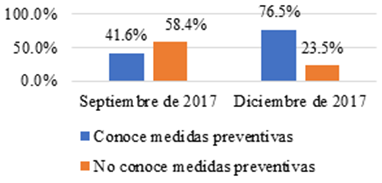 100.0%
50.0%
0.0%
41.6%
58.4%
76.5%
23.5%
Septiembre de 2017
Diciembre de 2017
Conoce medidas preventivas
No conoce medidas preventivas